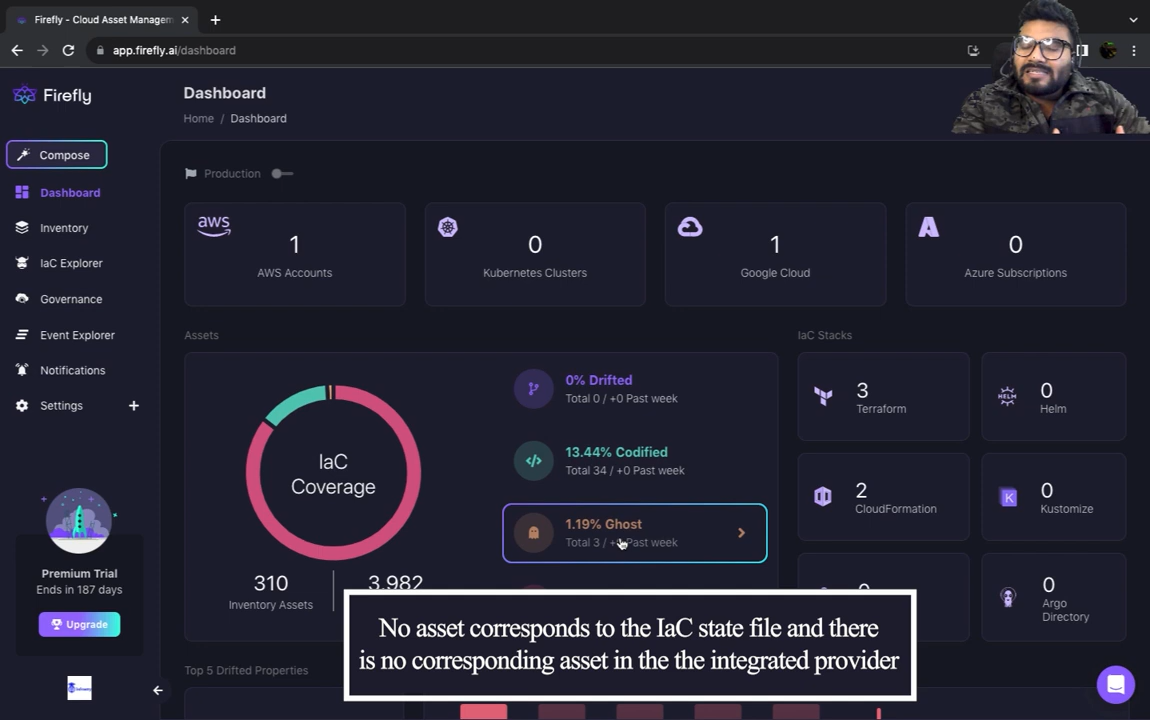 Firefly - Cloud Asset Managem
app.firefly.ai/dashboard
Firefly
Dashboard
Home / Dashboard
Compose
Dashboard
Inventory
IaC Explorer
Governance
Event Explorer
Notifications
Settings
Premium Trial
Ends in 187 days
Upgrade
Production
aws
1
AWS Accounts
0
Kubernetes Clusters
1
Google Cloud
0
Azure Subscriptions
Assets
IaC
Coverage
310
Inventory Assets
3,982
0% Drifted
Total 0 / +0 Past week
13.44% Codified
Total 34 / +0 Past week
1.19% Ghost
Total 3 / Past week
IaC Stacks
3
Terraform
0
Helm
2
CloudFormation
0
Kustomize
0
Argo
Directory
No asset corresponds to the IaC state file and there
is no corresponding asset in the the integrated provider
Top 5 Drifted Properties